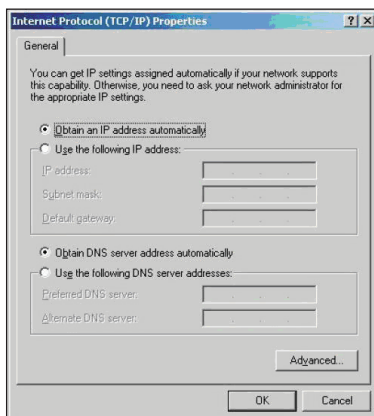 Internet Protocol (TCP/IP) Properties
General
You can get IP settings assigned automatically if your network supports
this capability. Otherwise, you need to ask your network administrator for
the appropriate IP settings.
Obtain an IP address automatically
Use the following IP address:
IP address:
Subnet mask:
Default gateway:
Obtain DNS server address automatically
Use the following DNS server addresses:
Preferred DNS server:
Alternate DNS server:
Advanced...
OK
Cancel